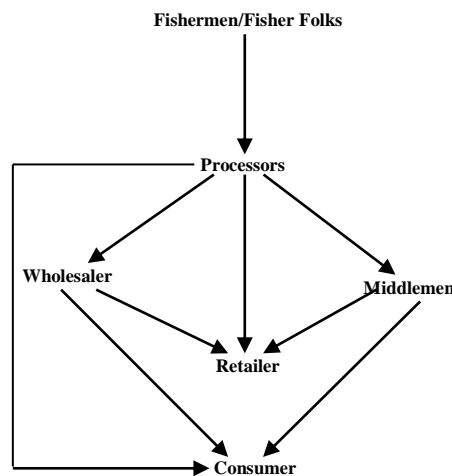 Fishermen/Fisher Folks
Processors
Wholesaler
Middlemen
Retailer
Consumer